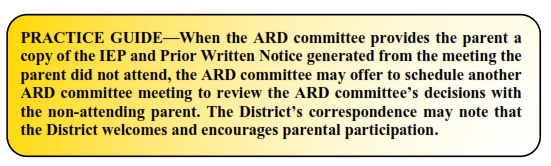 PRACTICE GUIDE—When the ARD committee provides the parent a
copy of the IEP and Prior Written Notice generated from the meeting the
parent did not attend, the ARD committee may offer to schedule another
ARD committee meeting to review the ARD committee’s decisions with
the non-attending parent. The District’s correspondence may note that
the District welcomes and encourages parental participation.